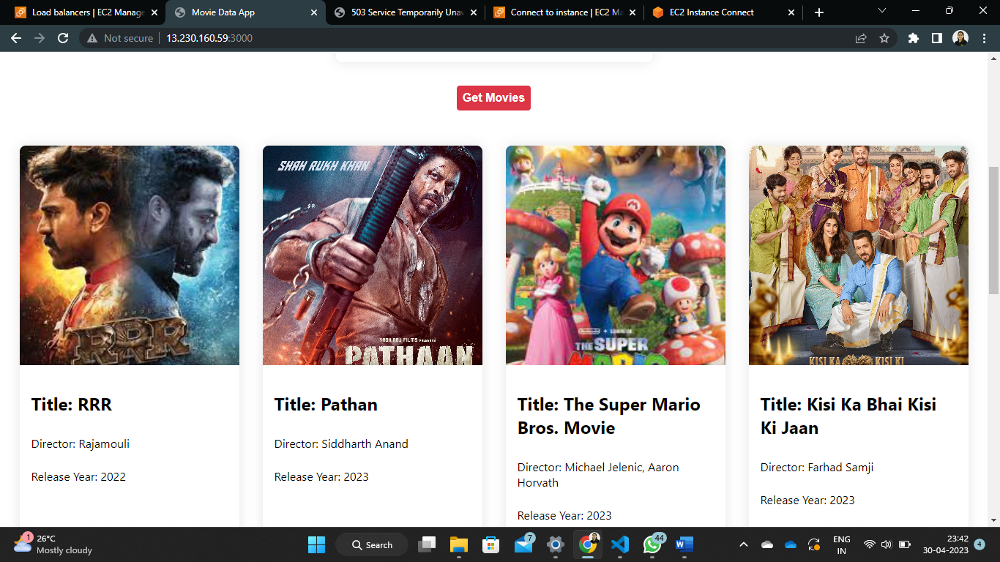 Load balancers | EC2 Manage
Movie Data App
503 Service Temporarily Unav
Connect to instance | EC2 Ma
EC2 Instance Connect
Not secure
13.230.160.59:3000
Get Movies
SHAH RUKH KHAN
RRR
YASH RAJ FILMS PRESENTS
PATHAAN
Nintendo
THE SUPER
MARIO
KISI KA
KISI KI
Title: RRR
Director: Rajamouli
Release Year: 2022
Title: Pathan
Director: Siddharth Anand
Release Year: 2023
Title: The Super Mario
Bros. Movie
Director: Michael Jelenic, Aaron
Horvath
Release Year: 2023
Title: Kisi Ka Bhai Kisi
Ki Jaan
Director: Farhad Samji
Release Year: 2023
1
26°C
Mostly cloudy
Search
7
44
ENG
IN
23:42
30-04-2023
4